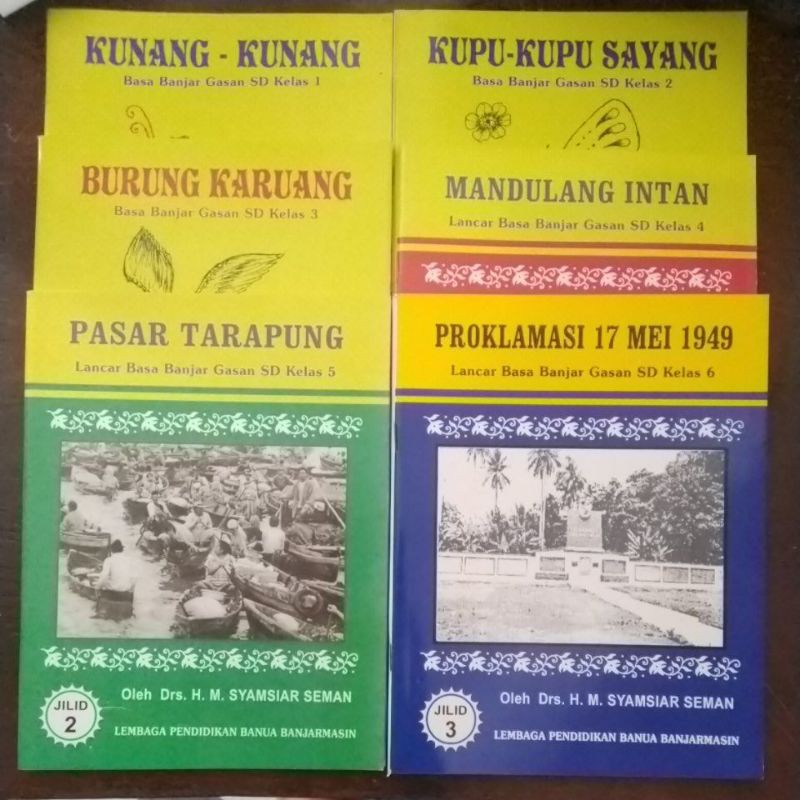 KUNANG - KUNANG
Basa Banjar Gasan SD Kelas 1
KUPU-KUPU SAYANG
Basa Banjar Gasan SD Kelas 2
BURUNG KARUANG
Basa Banjar Gasan SD Kelas 3
MANDULANG INTAN
Lancar Basa Banjar Gasan SD Kelas 4
PASAR TARAPUNG
Lancar Basa Banjar Gasan SD Kelas 5
JILID
2
Oleh Drs. H. M. SYAMSIAR SEMAN
LEMBAGA PENDIDIKAN BANUA BANJARMASIN
PROKLAMASI 17 MEI 1949
Lancar Basa Banjar Gasan SD Kelas 6
JILID
3
Oleh Drs. H. M. SYAMSIAR SEMAN
LEMBAGA PENDIDIKAN BANUA BANJARMASIN